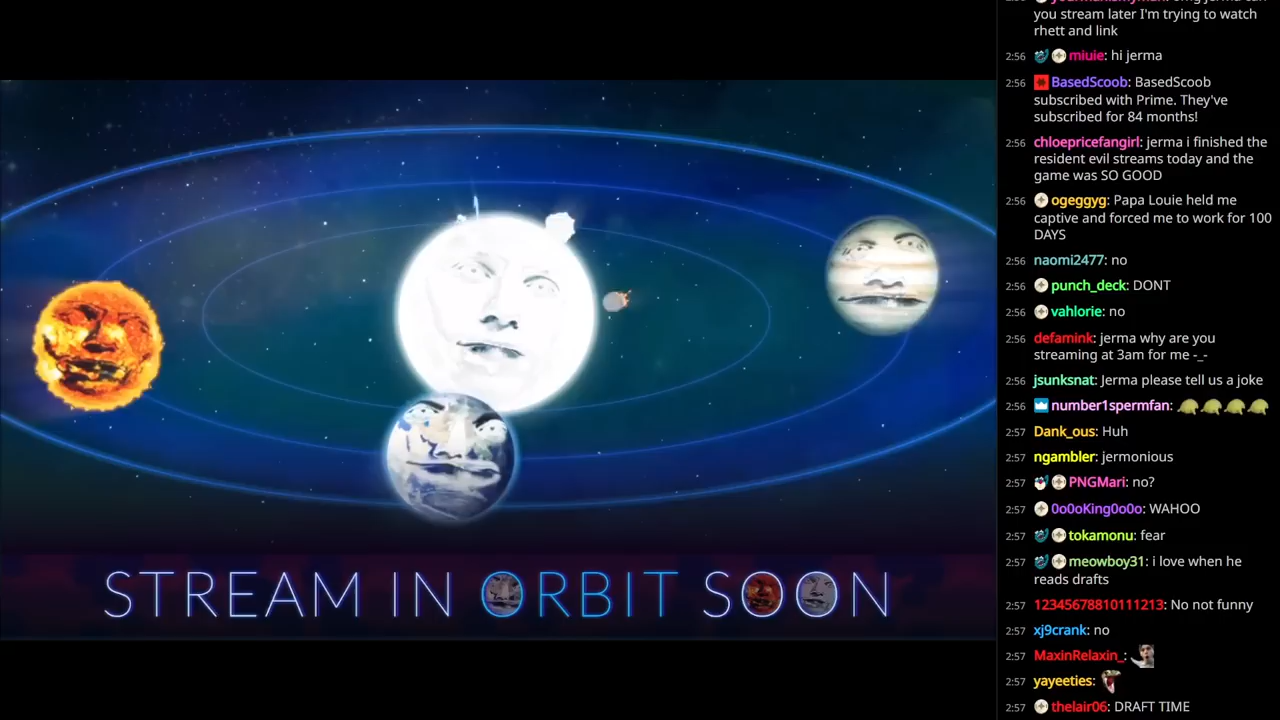 you stream later I'm trying to watch
rhett and link
2:56 miuie: hi jerma
2:56 BasedScoob: BasedScoob
subscribed with Prime. They've
subscribed for 84 months!
2:56 chloepricefangirl: jerma i finished the
resident evil streams today and the
game was SO GOOD
2:56 ogeggyg: Papa Louie held me
captive and forced me to work for 100
DAYS
2:56 naomi2477: no
2:56 punch_deck: DONT
2:56 vahlorie: no
2:56 defamink: jerma why are you
streaming at 3am for me -_-
2:56 jsunksnat: Jerma please tell us a joke
2:56 number1spermfan:
2:57 Dank_ous: Huh
2:57 ngambler: jermonious
2:57 PNGMari: no?
2:57 0o0oKing0o0o: WAHOO
2:57 tokamonu: fear
2:57 meowboy31: i love when he
reads drafts
2:57 12345678810111213: No not funny
2:57 xj9crank: no
2:57 MaxinRelaxin_:
2:57 yayeeties:
2:57 thelair06: DRAFT TIME
STREAM IN ORBIT SOON